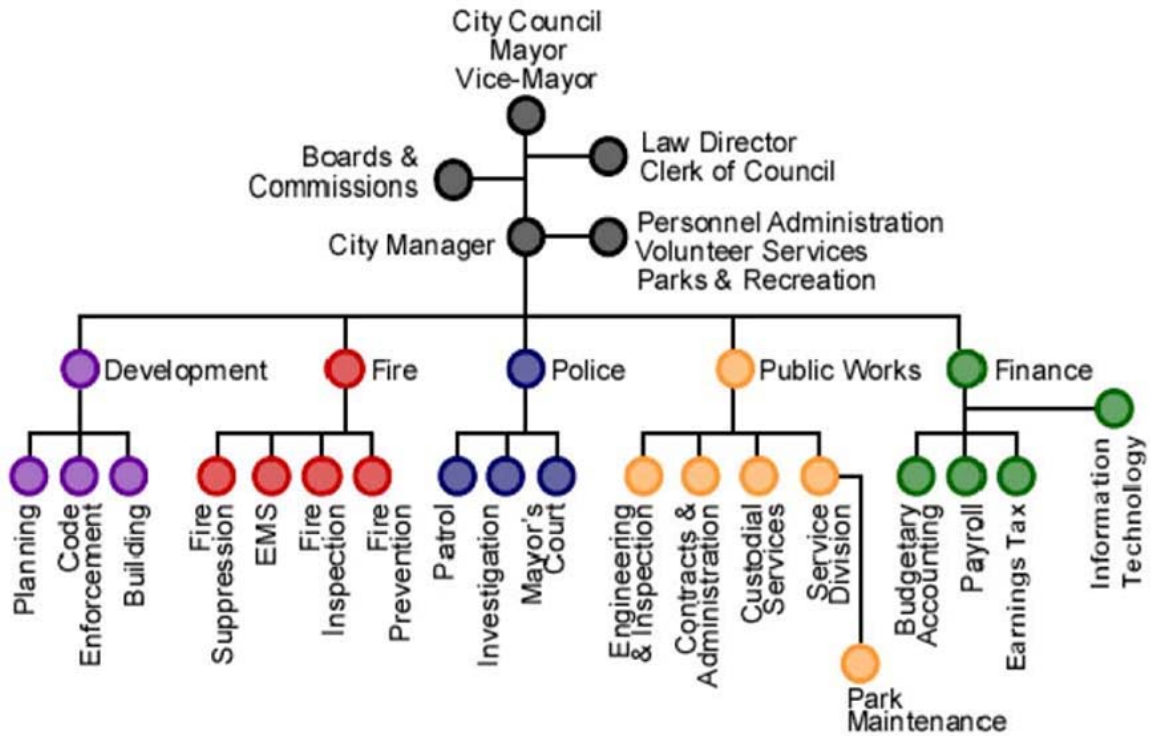 City Council
Mayor
Vice-Mayor
Law Director
Clerk of Council
Boards &
Commissions
City Manager
Personnel Administration
Volunteer Services
Parks & Recreation
Development
Fire
Police
Public Works
Finance
Planning
Code
Enforcement
Building
Fire
Suppression
EMS
Fire
Inspection
Fire
Prevention
Patrol
Investigation
Mayor's
Court
Engineering
& Inspection
Contracts &
Administration
Custodial
Services
Service
Division
Budgetary
Accounting
Payroll
Earnings Tax
Information
Technology
Park
Maintenance